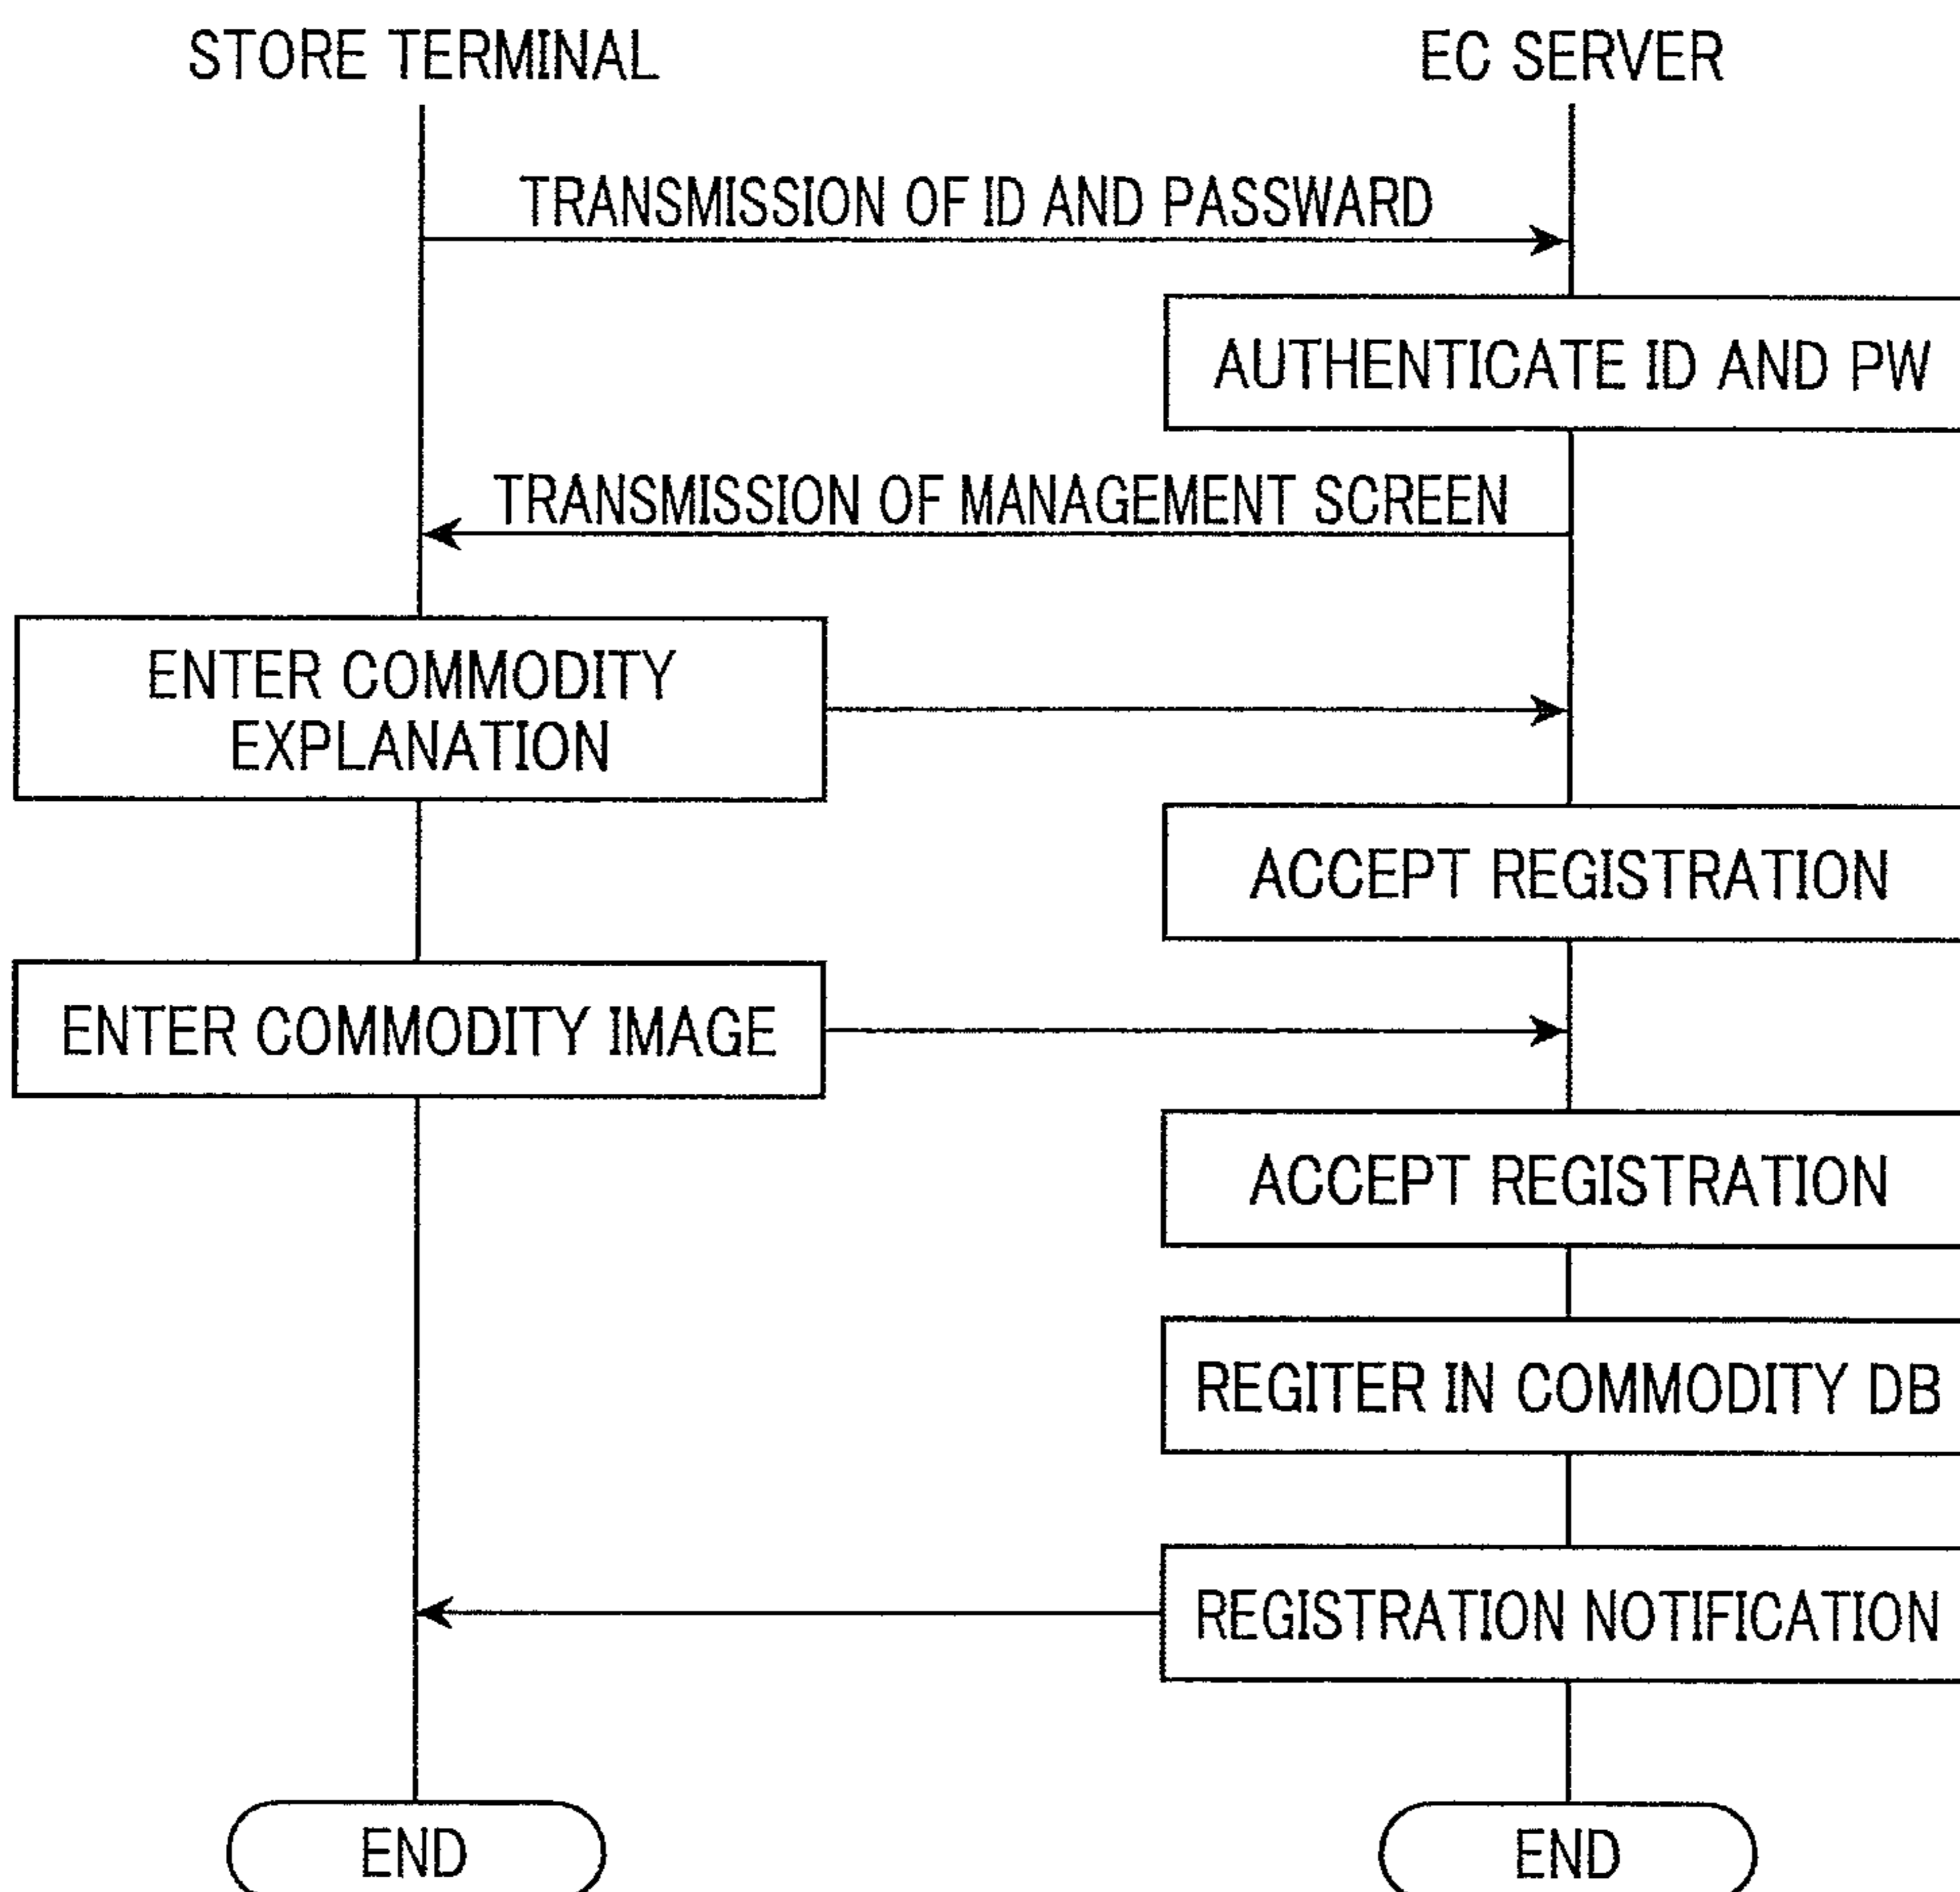 STORE TERMINAL
EC SERVER
TRANSMISSION OF ID AND PASSWARD
AUTHENTICATE ID AND PW
TRANSMISSION OF MANAGEMENT SCREEN
ENTER COMMODITY
EXPLANATION
ACCEPT REGISTRATION
ENTER COMMODITY IMAGE
ACCEPT REGISTRATION
REGITER IN COMMODITY DB
REGISTRATION NOTIFICATION
END
END